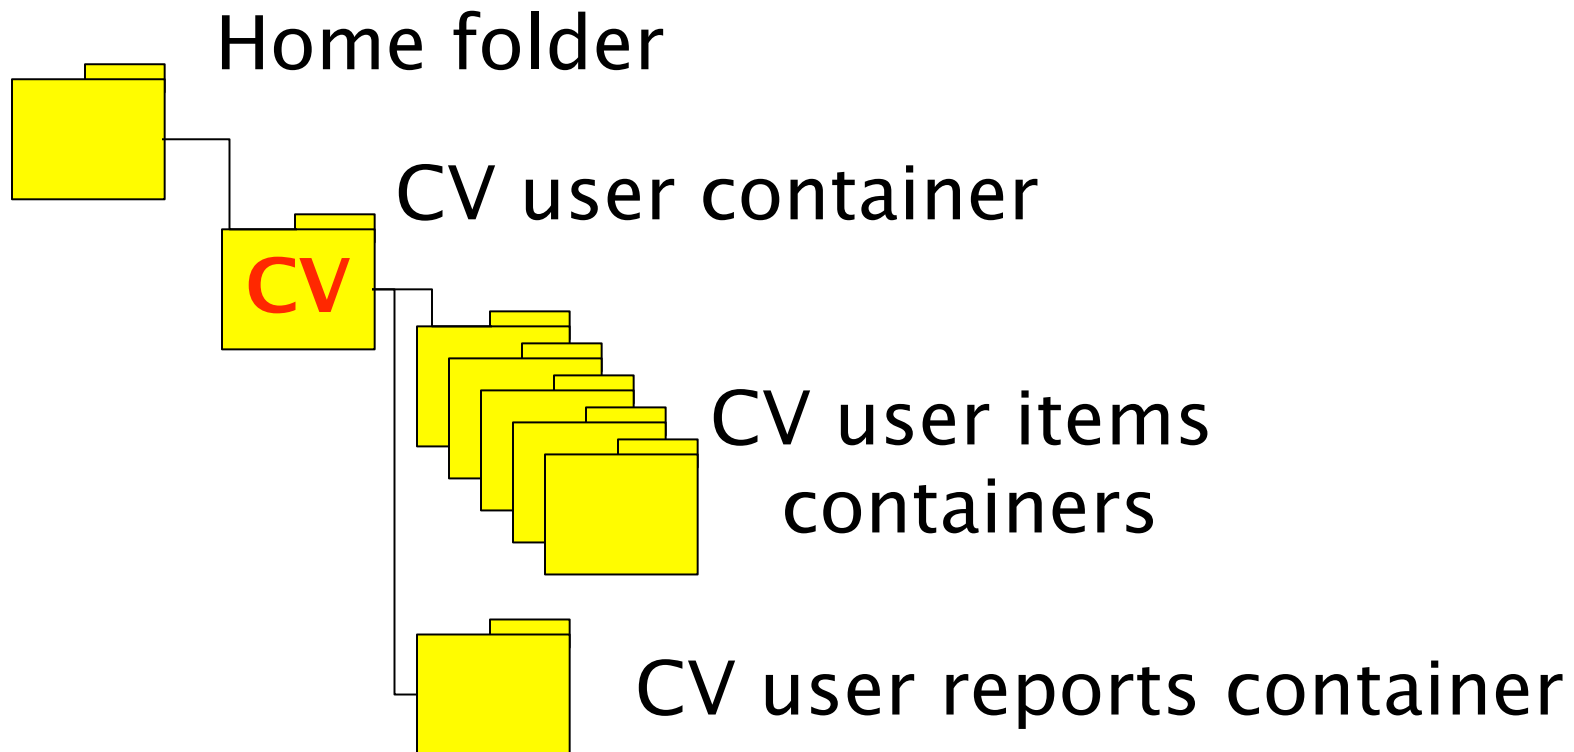 Home folder
CV user container
CV
CV user items
containers
CV user reports container